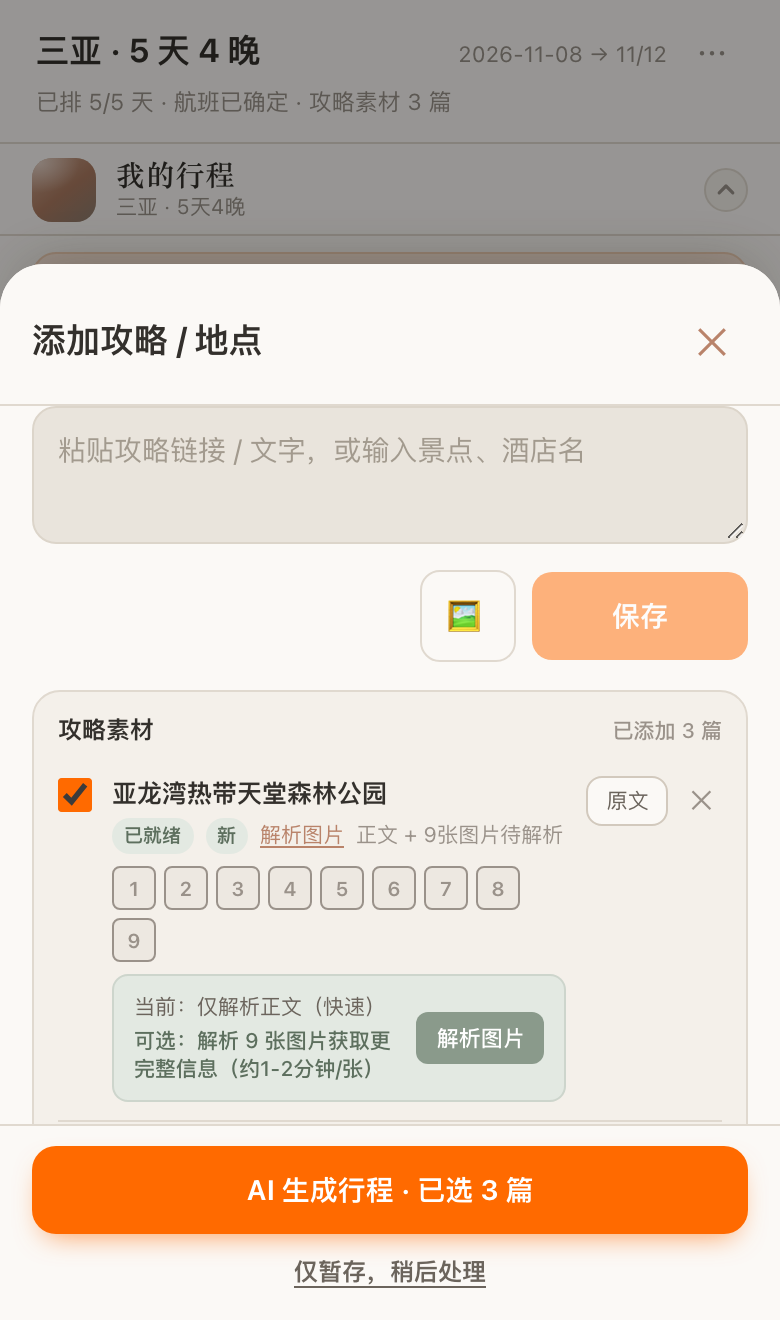 三亚 · 5 天 4 晚
2026-11-08 → 11/12
已排 5/5 天 · 航班已确定 · 攻略素材 3 篇
我的行程
三亚 · 5天4晚
添加攻略 / 地点
粘贴攻略链接 / 文字，或输入景点、酒店名
保存
攻略素材
已添加 3 篇
亚龙湾热带天堂森林公园
原文
已就绪 新 解析图片 正文 + 9张图片待解析
1 2 3 4 5 6 7 8
9
当前：仅解析正文（快速）
可选：解析 9 张图片获取更
完整信息（约1-2分钟/张）
解析图片
AI 生成行程 · 已选 3 篇
仅暂存，稍后处理